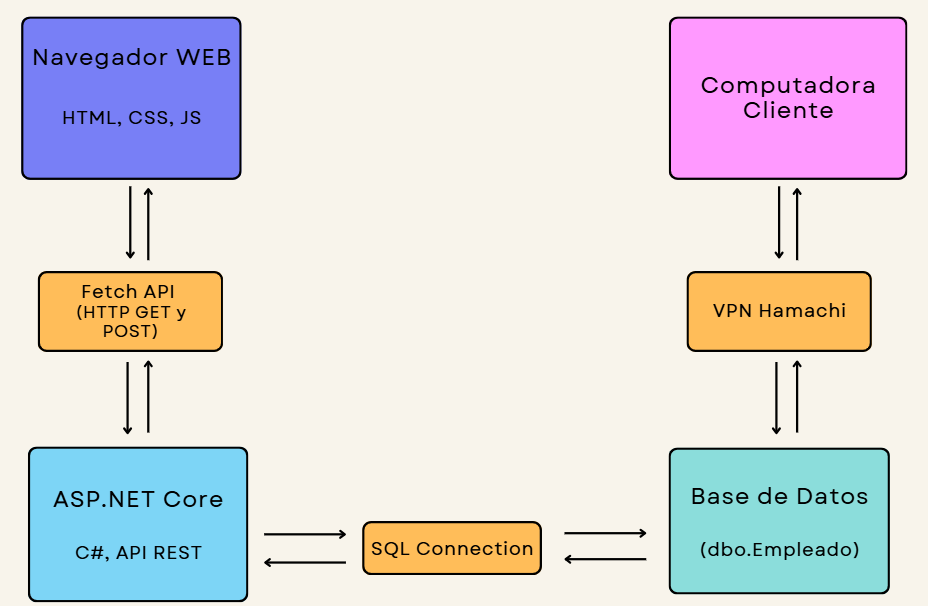 Navegador WEB
HTML, CSS, JS
Computadora
Cliente
Fetch API
(HTTP GET y
POST)
VPN Hamachi
ASP.NET Core
C#, API REST
SQL Connection
Base de Datos
(dbo.Empleado)